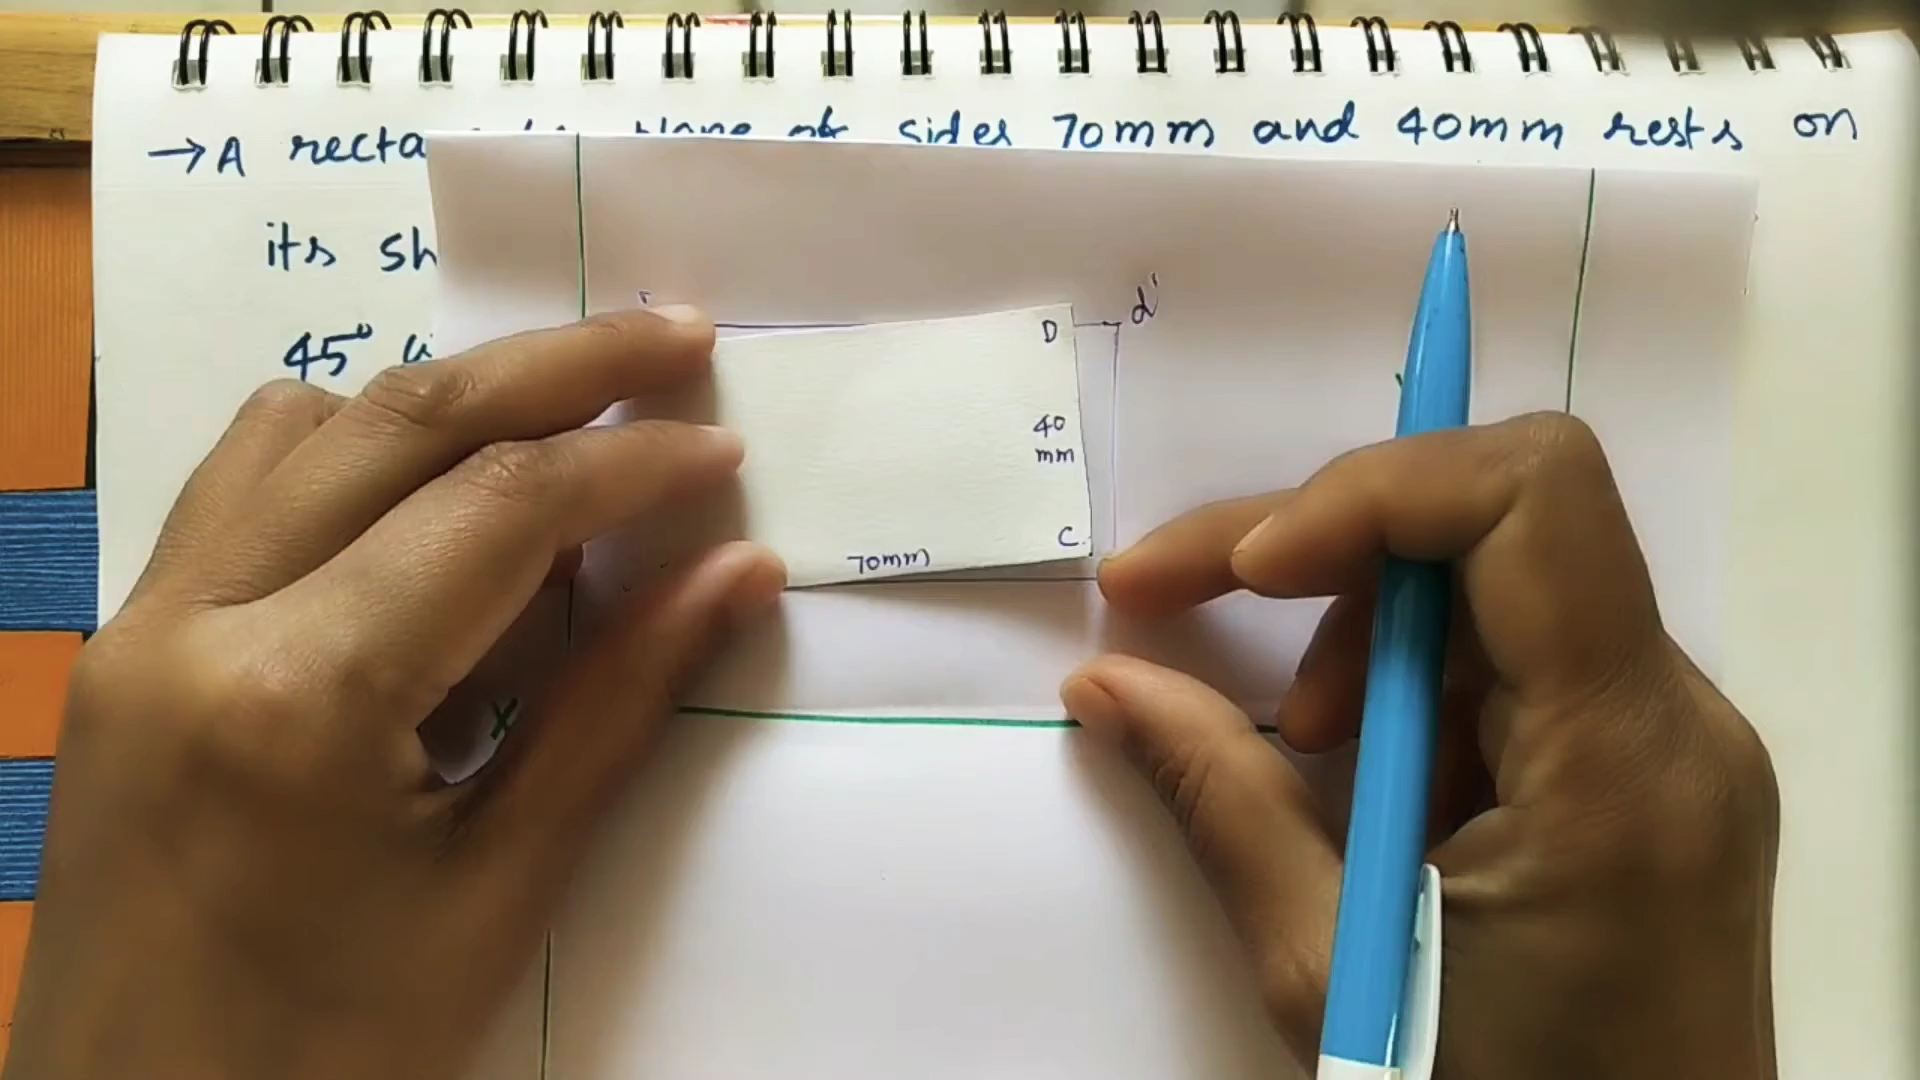 → A recta sides 70mm and 40mm rests on
its sh
45°
d'
D
40
mm
C
70mm
X